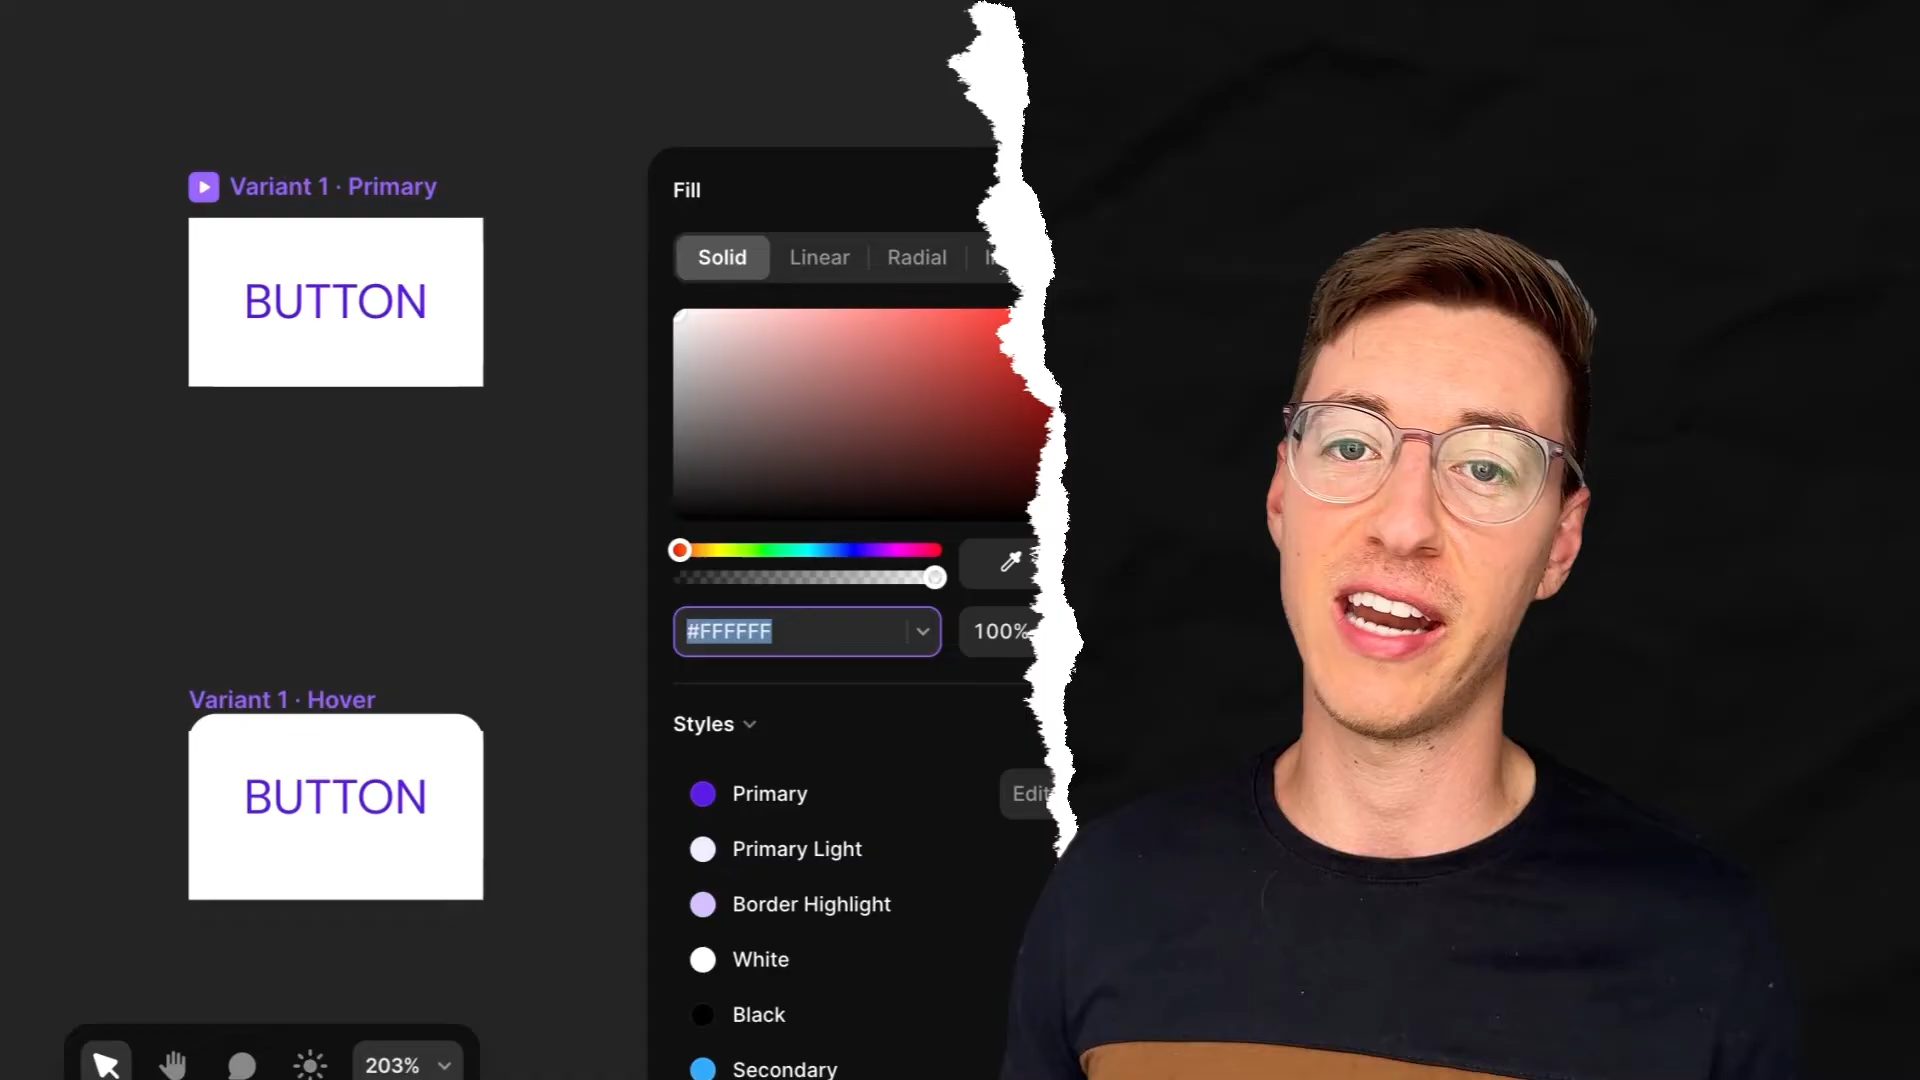 Variant 1 · Primary
BUTTON
Variant 1 · Hover
BUTTON
203%
Fill
Solid
Linear
Radial
#FFFFFF
100%
Styles
Primary
Edit
Primary Light
Border Highlight
White
Black
Secondary